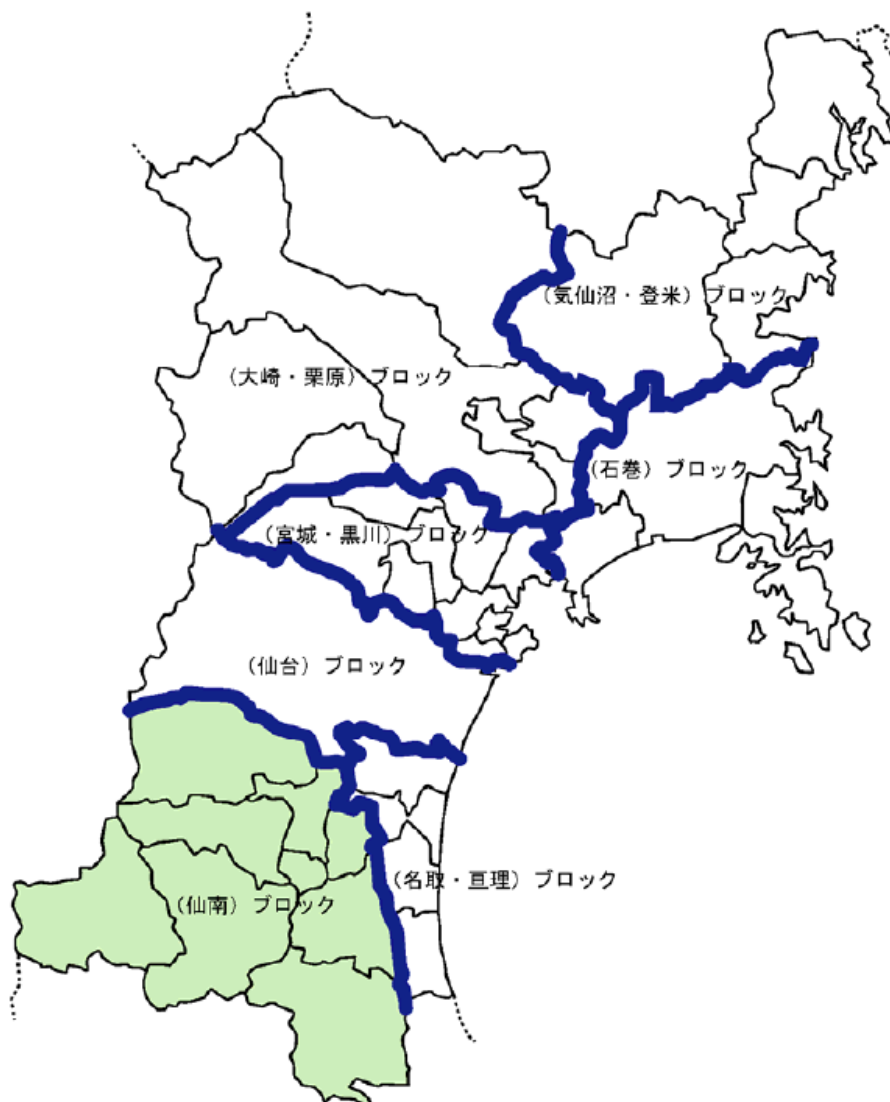 （気仙沼・登米）ブロック
（大崎・栗原）ブロック
（石巻）ブロック
（宮城・黒川）ブロック
（仙台）ブロック
（名取・亘理）ブロック
（仙南）ブロック